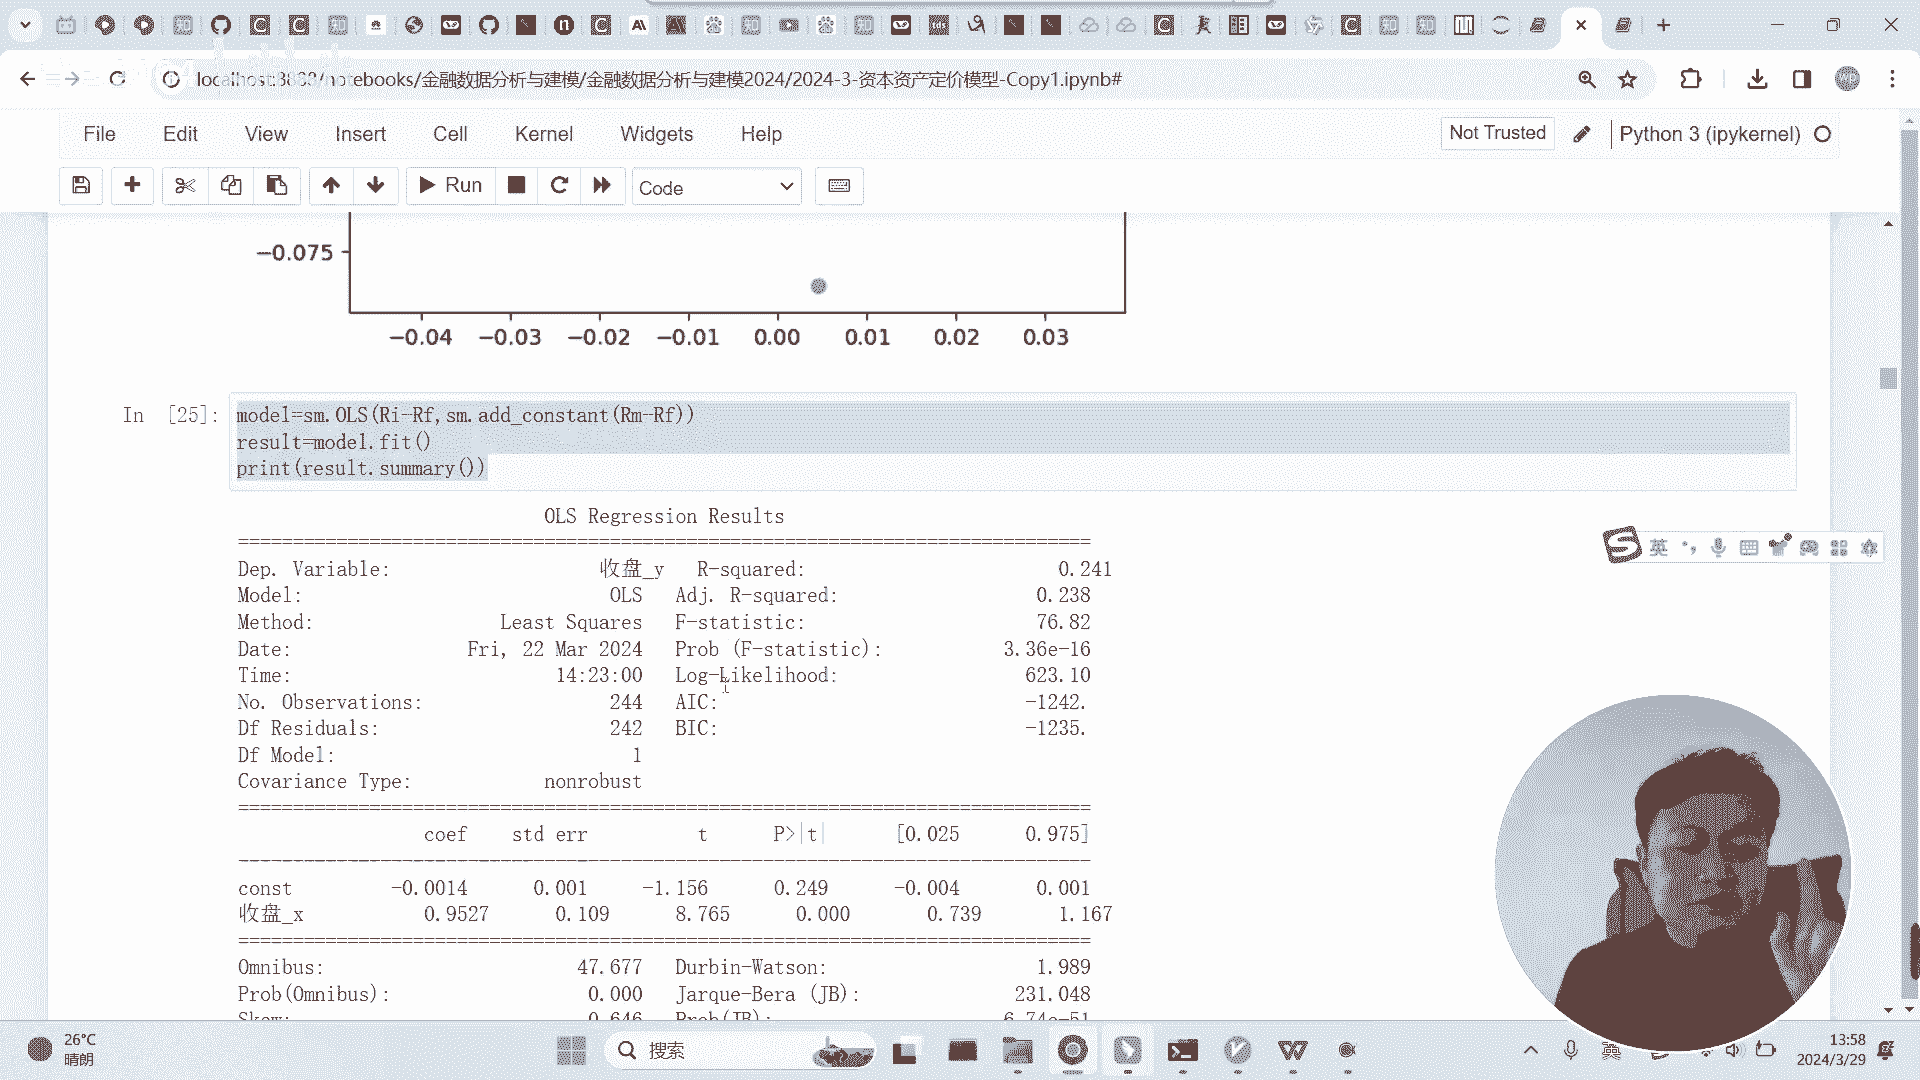 localhost:8888/notebooks/金融数据分析与建模/金融数据分析与建模2024/2024-3-资本资产定价模型-Copy1.ipynb#
File Edit View Insert Cell Kernel Widgets Help
Not Trusted
Python 3 (ipykernel)
Run
Code
−0.075
−0.04 −0.03 −0.02 −0.01 0.00 0.01 0.02 0.03
In [25]:
model=sm.OLS(Ri-Rf,sm.add_constant(Rm-Rf))
result=model.fit()
print(result.summary())
OLS Regression Results
Dep. Variable: 收盘_y R-squared: 0.241
Model: OLS Adj. R-squared: 0.238
Method: Least Squares F-statistic: 76.82
Date: Fri, 22 Mar 2024 Prob (F-statistic): 3.36e-16
Time: 14:23:00 Log-Likelihood: 623.10
No. Observations: 244 AIC: -1242.
Df Residuals: 242 BIC: -1235.
Df Model: 1
Covariance Type: nonrobust
coef std err t P>|t| [0.025 0.975]
const -0.0014 0.001 -1.156 0.249 -0.004 0.001
收盘_x 0.9527 0.109 8.765 0.000 0.739 1.167
Omnibus: 47.677 Durbin-Watson: 1.989
Prob(Omnibus): 0.000 Jarque-Bera (JB): 231.048
Skew: 0.646 Prob(JB): 6.74e-51
英
26°C
晴朗
搜索
英
13:58
2024/3/29